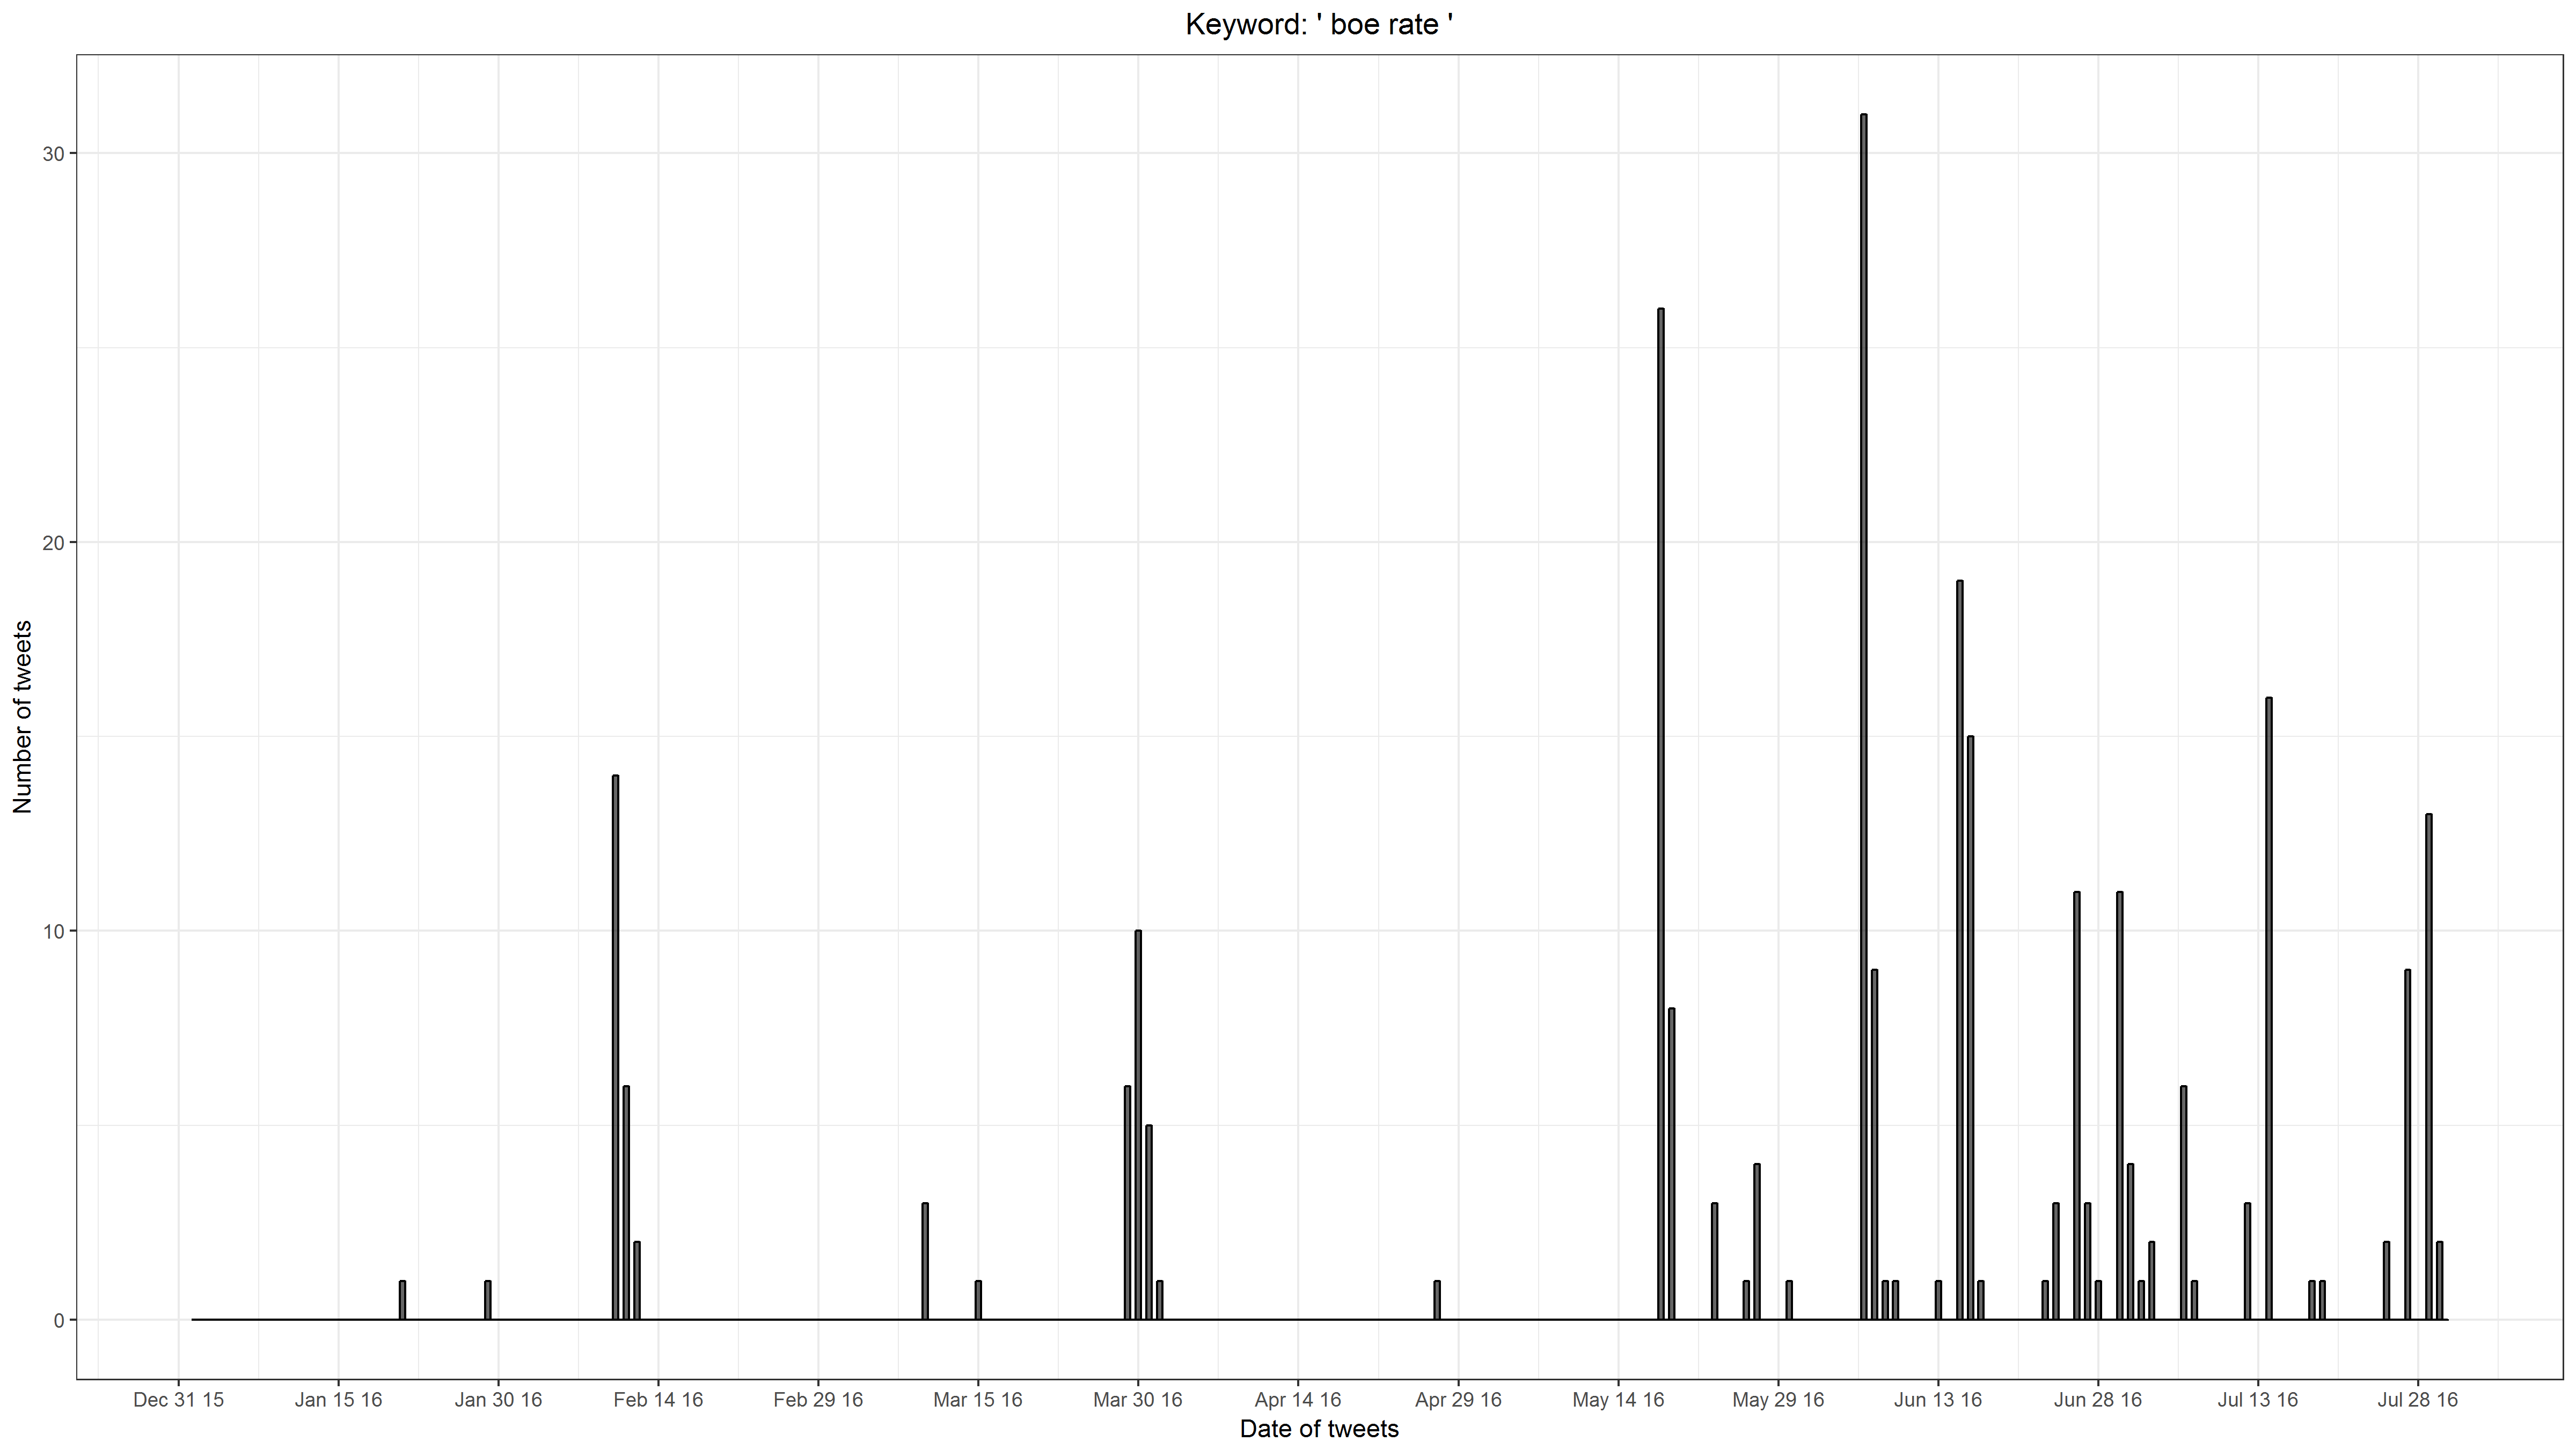 Keyword: ' boe rate '
Number of tweets
30
20
10
0
Dec 31 15 Jan 15 16 Jan 30 16 Feb 14 16 Feb 29 16 Mar 15 16 Mar 30 16 Apr 14 16 Apr 29 16 May 14 16 May 29 16 Jun 13 16 Jun 28 16 Jul 13 16 Jul 28 16
Date of tweets